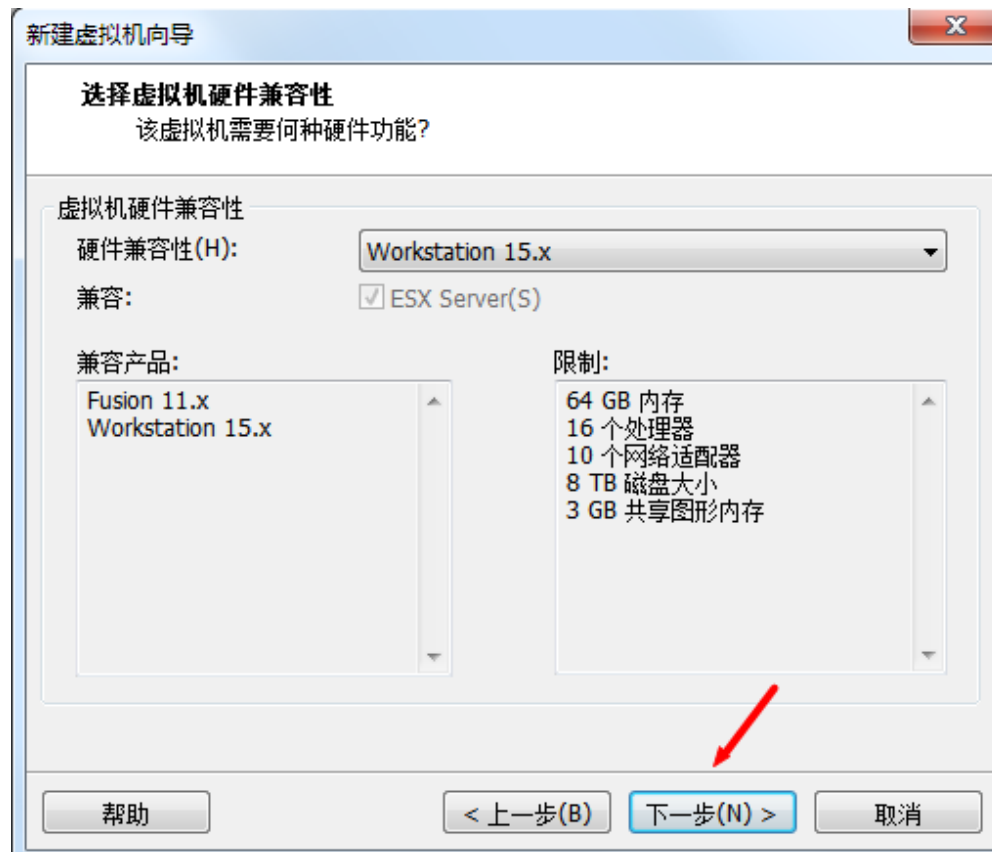 新建虚拟机向导
选择虚拟机硬件兼容性
该虚拟机需要何种硬件功能?
虚拟机硬件兼容性
硬件兼容性(H):
Workstation 15.x
兼容:
ESX Server(S)
兼容产品:
Fusion 11.x
Workstation 15.x
限制:
64 GB 内存
16 个处理器
10 个网络适配器
8 TB 磁盘大小
3 GB 共享图形内存
帮助
< 上一步(B)
下一步(N) >
取消